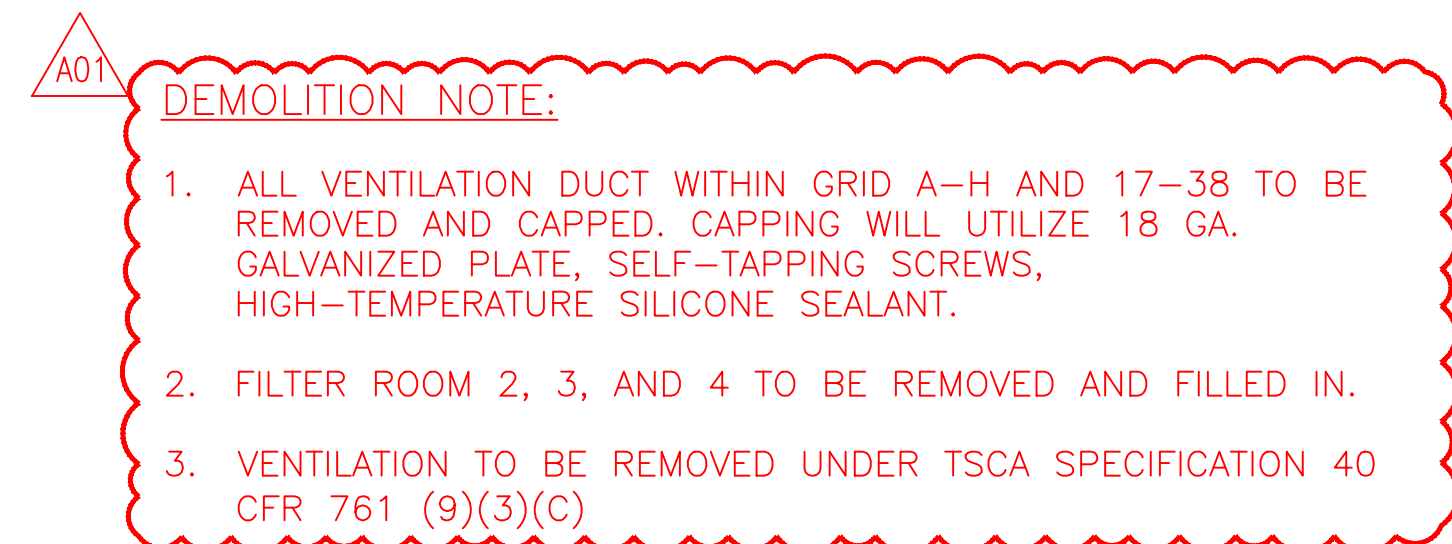 A01
DEMOLITION NOTE:
1. ALL VENTILATION DUCT WITHIN GRID A-H AND 17-38 TO BE
REMOVED AND CAPPED. CAPPING WILL UTILIZE 18 GA.
GALVANIZED PLATE, SELF-TAPPING SCREWS,
HIGH-TEMPERATURE SILICONE SEALANT.
2. FILTER ROOM 2, 3, AND 4 TO BE REMOVED AND FILLED IN.
3. VENTILATION TO BE REMOVED UNDER TSCA SPECIFICATION 40
CFR 761 (9)(3)(C)